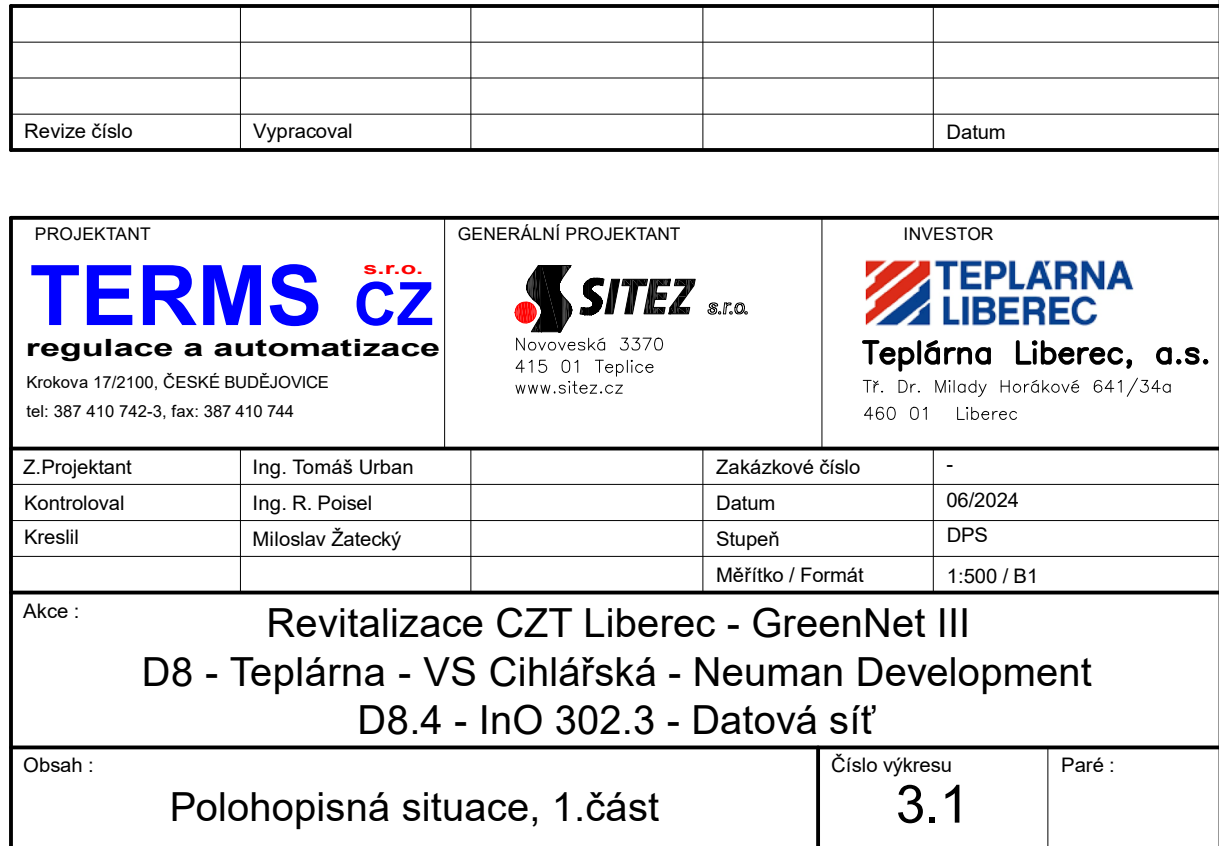 Revize číslo Vypracoval Datum
PROJEKTANT GENERÁLNÍ PROJEKTANT INVESTOR
TERMS CZ s.r.o.
regulace a automatizace
Krokova 17/2100, ČESKÉ BUDĚJOVICE
tel: 387 410 742-3, fax: 387 410 744
SITEZ s.r.o.
Novoveská 3370
415 01 Teplice
www.sitez.cz
TEPLÁRNA
LIBEREC
Teplárna Liberec, a.s.
Tř. Dr. Milady Horákové 641/34a
460 01 Liberec
Z.Projektant Ing. Tomáš Urban Zakázkové číslo -
Kontroloval Ing. R. Poisel Datum 06/2024
Kreslil Miloslav Žatecký Stupeň DPS
Měřítko / Formát 1:500 / B1
Akce :
Revitalizace CZT Liberec - GreenNet III
D8 - Teplárna - VS Cihlářská - Neuman Development
D8.4 - InO 302.3 - Datová síť
Obsah :
Polohopisná situace, 1.část
Číslo výkresu
3.1
Paré :